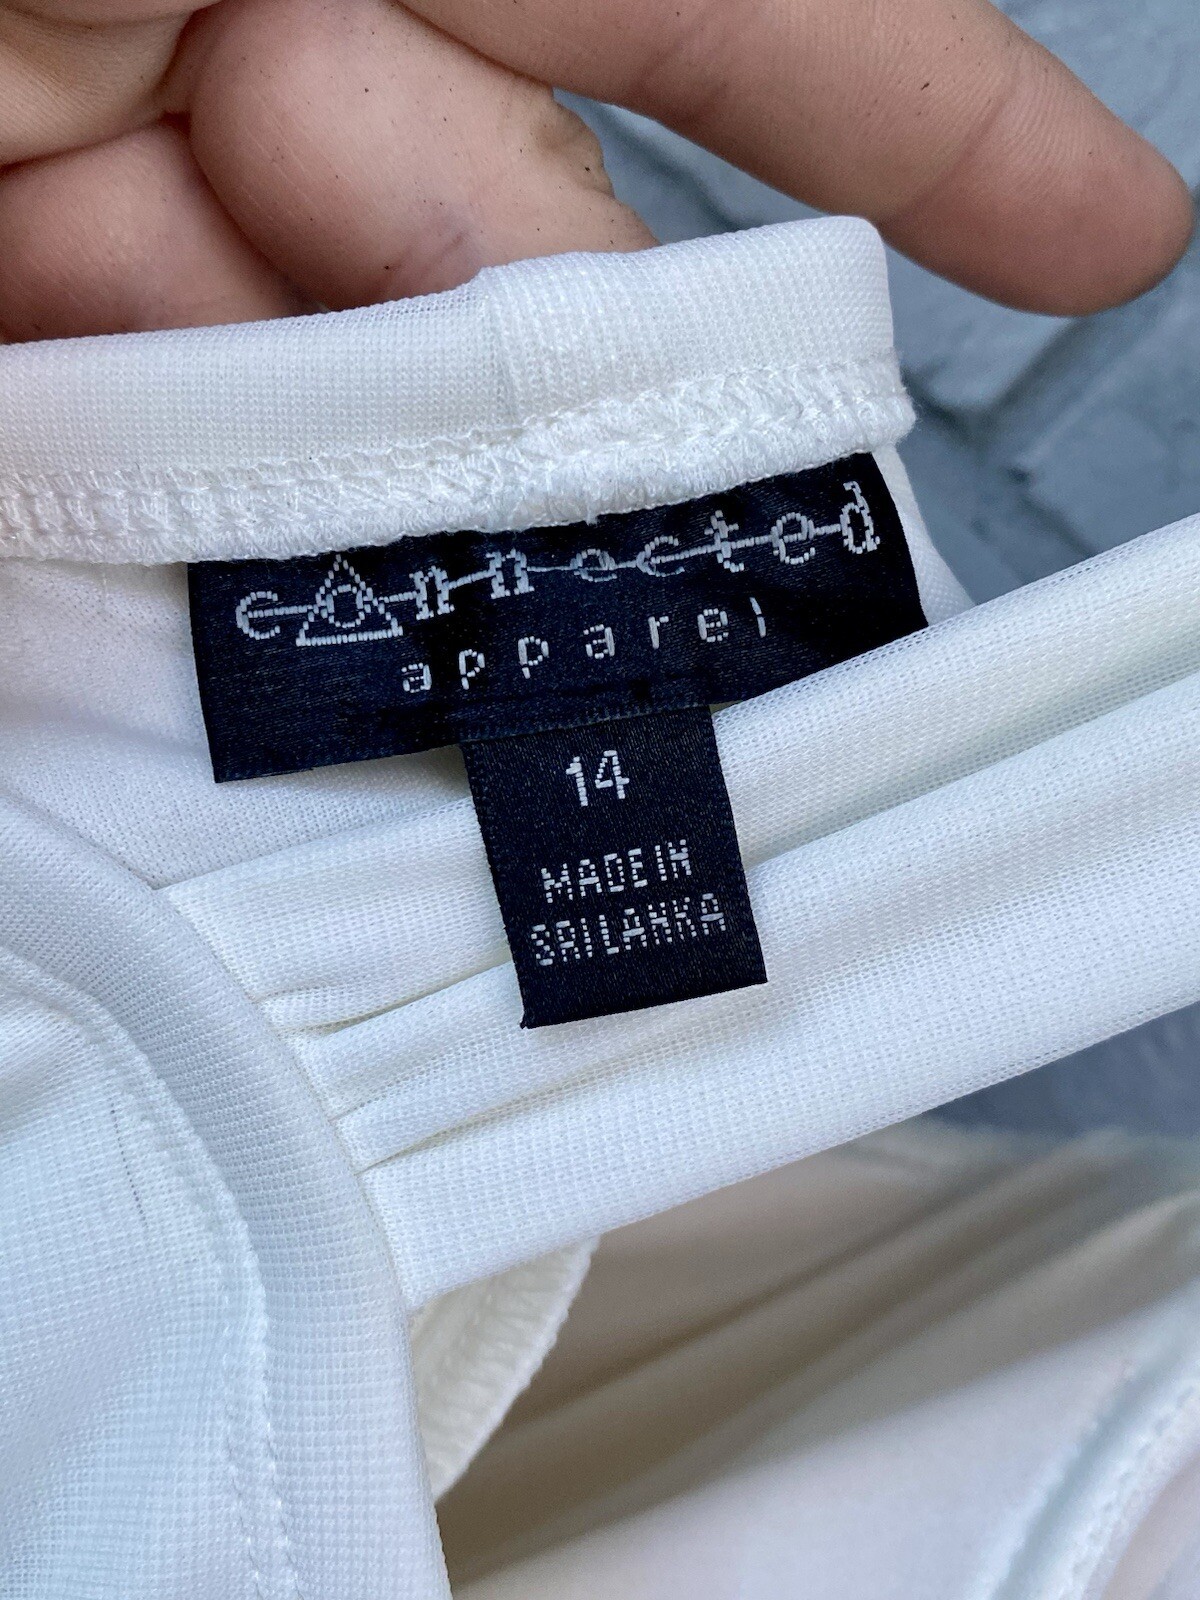 connected
apparel
14
MADE IN
SRI LANKA